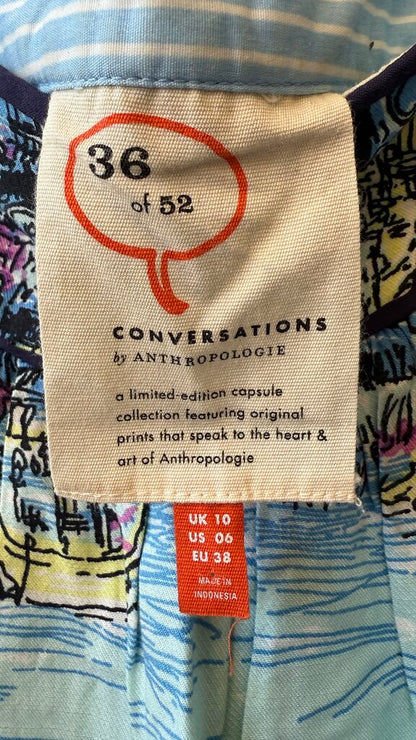 36
of 52
CONVERSATIONS
by ANTHROPOLOGIE
a limited-edition capsule
collection featuring original
prints that speak to the heart &
art of Anthropologie
UK 10
US 06
EU 38
MADE IN
INDONESIA